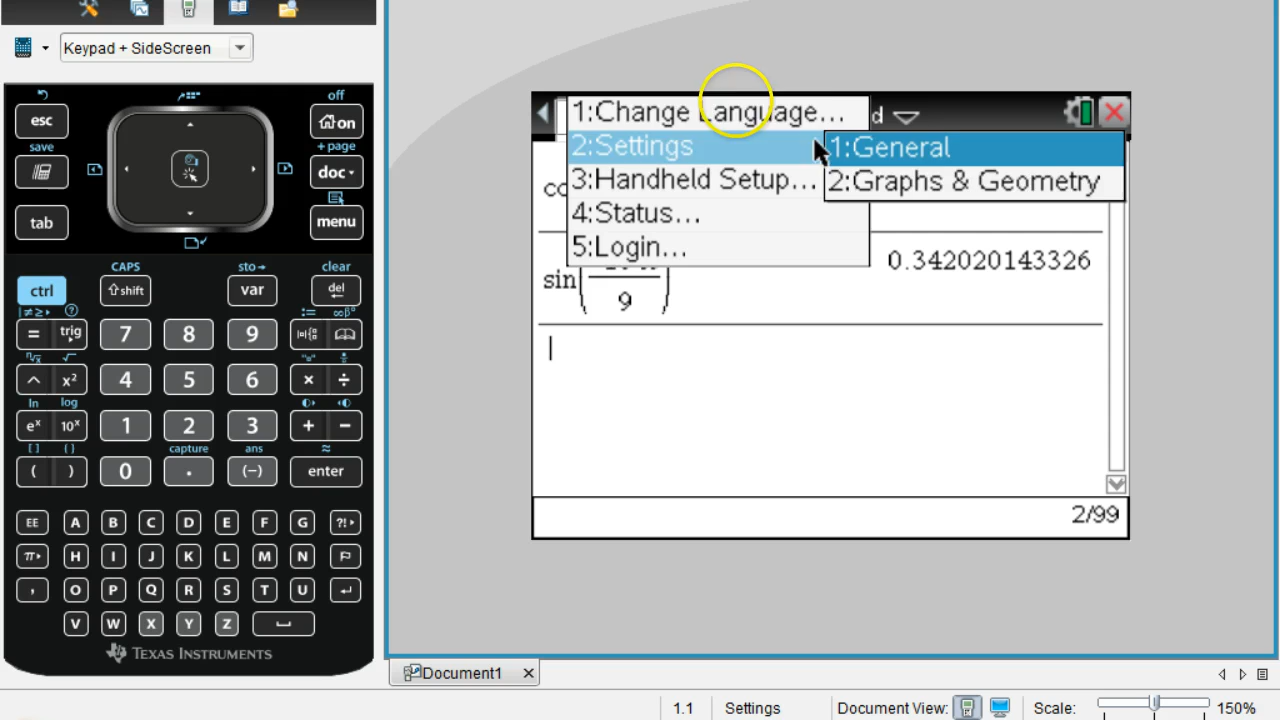 Keypad + SideScreen
off
esc
on
save
+ page
doc
tab
menu
CAPS
sto→
clear
ctrl
⇧shift
var
del
|≠≥▸
:=
∞β°
=
trig
7
8
9
ⁿ√x
√
^
x²
4
5
6
×
÷
ln
log
eˣ
10ˣ
1
2
3
+
−
[ ]
{ }
capture
ans
≈
(
)
0
.
(−)
enter
EE
A
B
C
D
E
F
G
?!▸
π▸
H
I
J
K
L
M
N
,
O
P
Q
R
S
T
U
V
W
X
Y
Z
TEXAS INSTRUMENTS
1:Change Language...
d
2:Settings
1:General
3:Handheld Setup...
2:Graphs & Geometry
4:Status...
5:Login...
0.342020143326
sin
9
2/99
Document1
1.1
Settings
Document View:
Scale:
150%